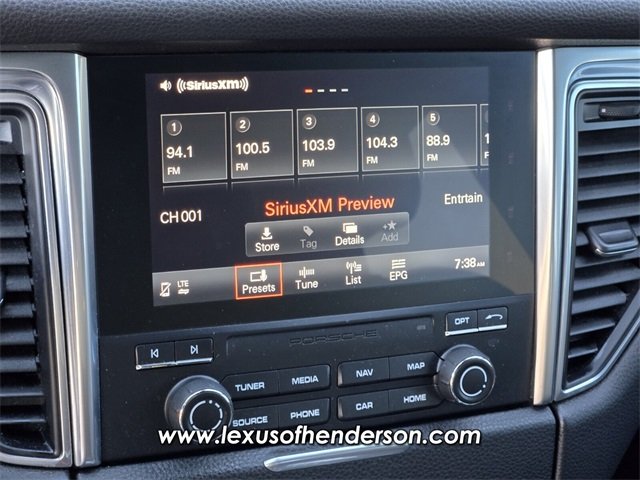 ((SiriusXM))
1 2 3 4 5
94.1 100.5 103.9 104.3 88.9 1
FM FM FM FM FM
CH 001 SiriusXM Preview Entrtain
Store Tag Details Add
LTE Presets Tune List EPG 7:38 AM
PORSCHE
OPT
TUNER MEDIA NAV MAP
SOURCE PHONE CAR HOME
www.lexusofhenderson.com